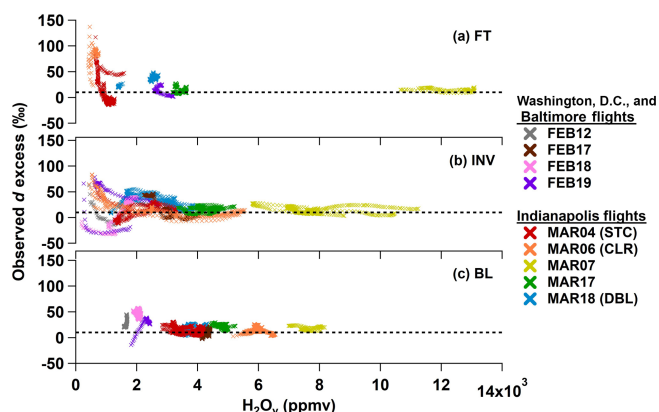 150
100
50
0
-50
(a) FT
150
100
50
0
-50
(b) INV
150
100
50
0
-50
(c) BL
Observed d excess (‰)
0
2
4
6
8
10
12
14x10³
H₂Oᵥ (ppmv)
Washington, D.C., and
Baltimore flights
FEB12
FEB17
FEB18
FEB19
Indianapolis flights
MAR04 (STC)
MAR06 (CLR)
MAR07
MAR17
MAR18 (DBL)